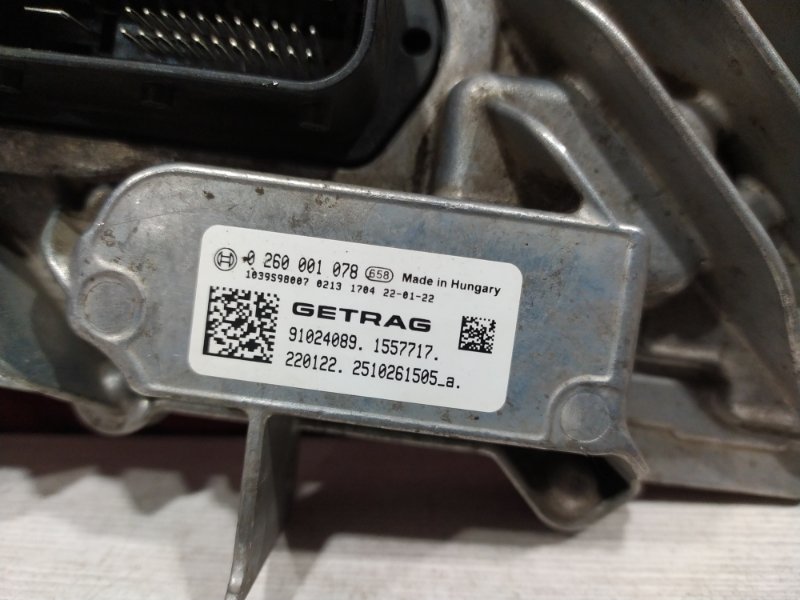 0 260 001 078 658 Made in Hungary
1039S98007 0213 1704 22-01-22
GETRAG
91024089. 1557717.
220122. 2510261505_a.